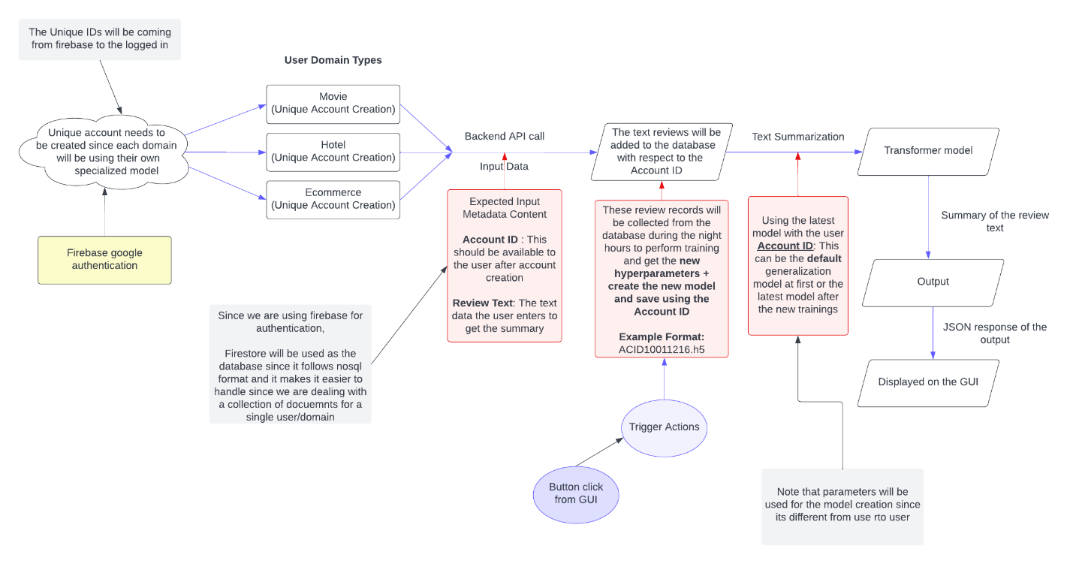 The Unique IDs will be coming
from firebase to the logged in
User Domain Types
Movie
(Unique Account Creation)
Hotel
(Unique Account Creation)
Ecommerce
(Unique Account Creation)
Unique account needs to
be created since each domain
will be using their own
specialized model
Firebase google
authentication
Backend API call
Input Data
Expected Input
Metadata Content
Account ID : This
should be available to
the user after account
creation
Review Text: The text
data the user enters to
get the summary
Since we are using firebase for
authentication,
Firestore will be used as the
database since it follows nosql
format and it makes it easier to
handle since we are dealing with
a collection of docuemnts for a
single user/domain
The text reviews will be
added to the database
with respect to the
Account ID
These review records will
be collected from the
database during the night
hours to perform training
and get the new
hyperparameters +
create the new model
and save using the
Account ID
Example Format:
ACID10011216.h5
Trigger Actions
Button click
from GUI
Text Summarization
Using the latest
model with the user
Account ID: This
can be the default
generalization
model at first or the
latest model after
the new trainings
Note that parameters will be
used for the model creation since
its different from use rto user
Transformer model
Summary of the review
text
Output
JSON response of the
output
Displayed on the GUI